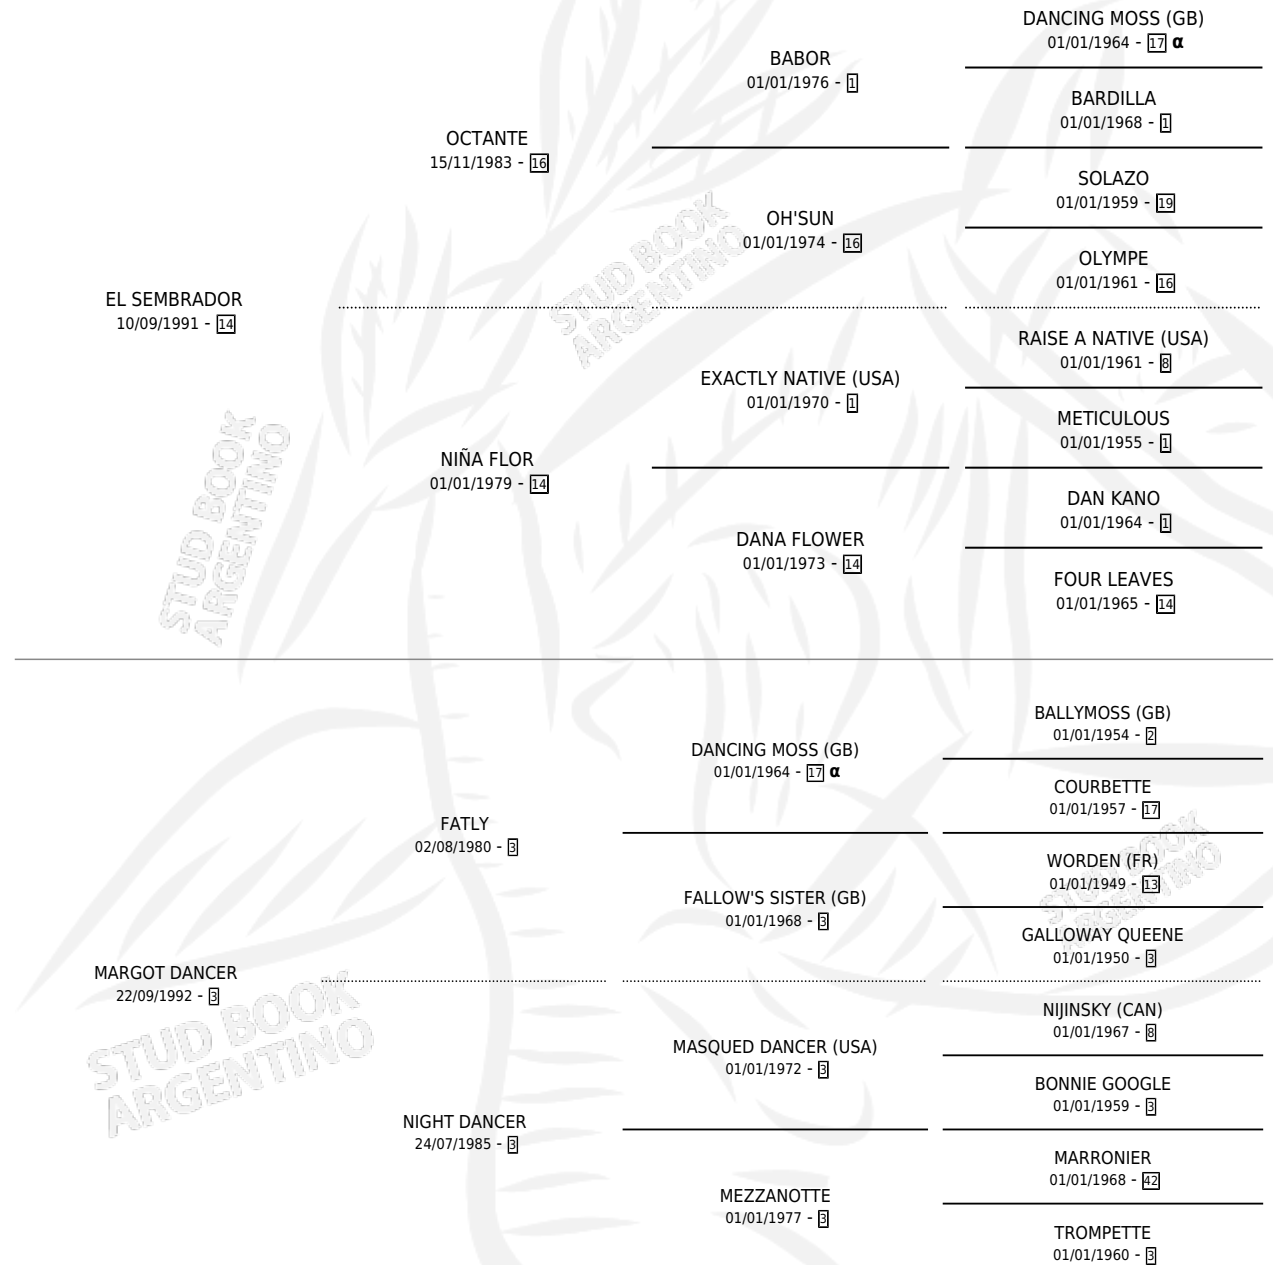 DANCING MOSS (GB)
01/01/1964 - 17 α
BABOR
01/01/1976 - 1
BARDILLA
01/01/1968 - 1
OCTANTE
15/11/1983 - 16
SOLAZO
01/01/1959 - 19
OH'SUN
01/01/1974 - 16
OLYMPE
01/01/1961 - 16
EL SEMBRADOR
10/09/1991 - 14
RAISE A NATIVE (USA)
01/01/1961 - 8
EXACTLY NATIVE (USA)
01/01/1970 - 1
METICULOUS
01/01/1955 - 1
NIÑA FLOR
01/01/1979 - 14
DAN KANO
01/01/1964 - 1
DANA FLOWER
01/01/1973 - 14
FOUR LEAVES
01/01/1965 - 14
BALLYMOSS (GB)
01/01/1954 - 2
DANCING MOSS (GB)
01/01/1964 - 17 α
COURBETTE
01/01/1957 - 17
FATLY
02/08/1980 - 3
WORDEN (FR)
01/01/1949 - 13
FALLOW'S SISTER (GB)
01/01/1968 - 3
GALLOWAY QUEENE
01/01/1950 - 3
MARGOT DANCER
22/09/1992 - 3
NIJINSKY (CAN)
01/01/1967 - 8
MASQUED DANCER (USA)
01/01/1972 - 3
BONNIE GOOGLE
01/01/1959 - 3
NIGHT DANCER
24/07/1985 - 3
MARRONIER
01/01/1968 - 42
MEZZANOTTE
01/01/1977 - 3
TROMPETTE
01/01/1960 - 3
STUD BOOK
ARGENTINO
STUD BOOK
ARGENTINO
STUD BOOK
ARGENTINO
STUD BOOK
ARGENTINO